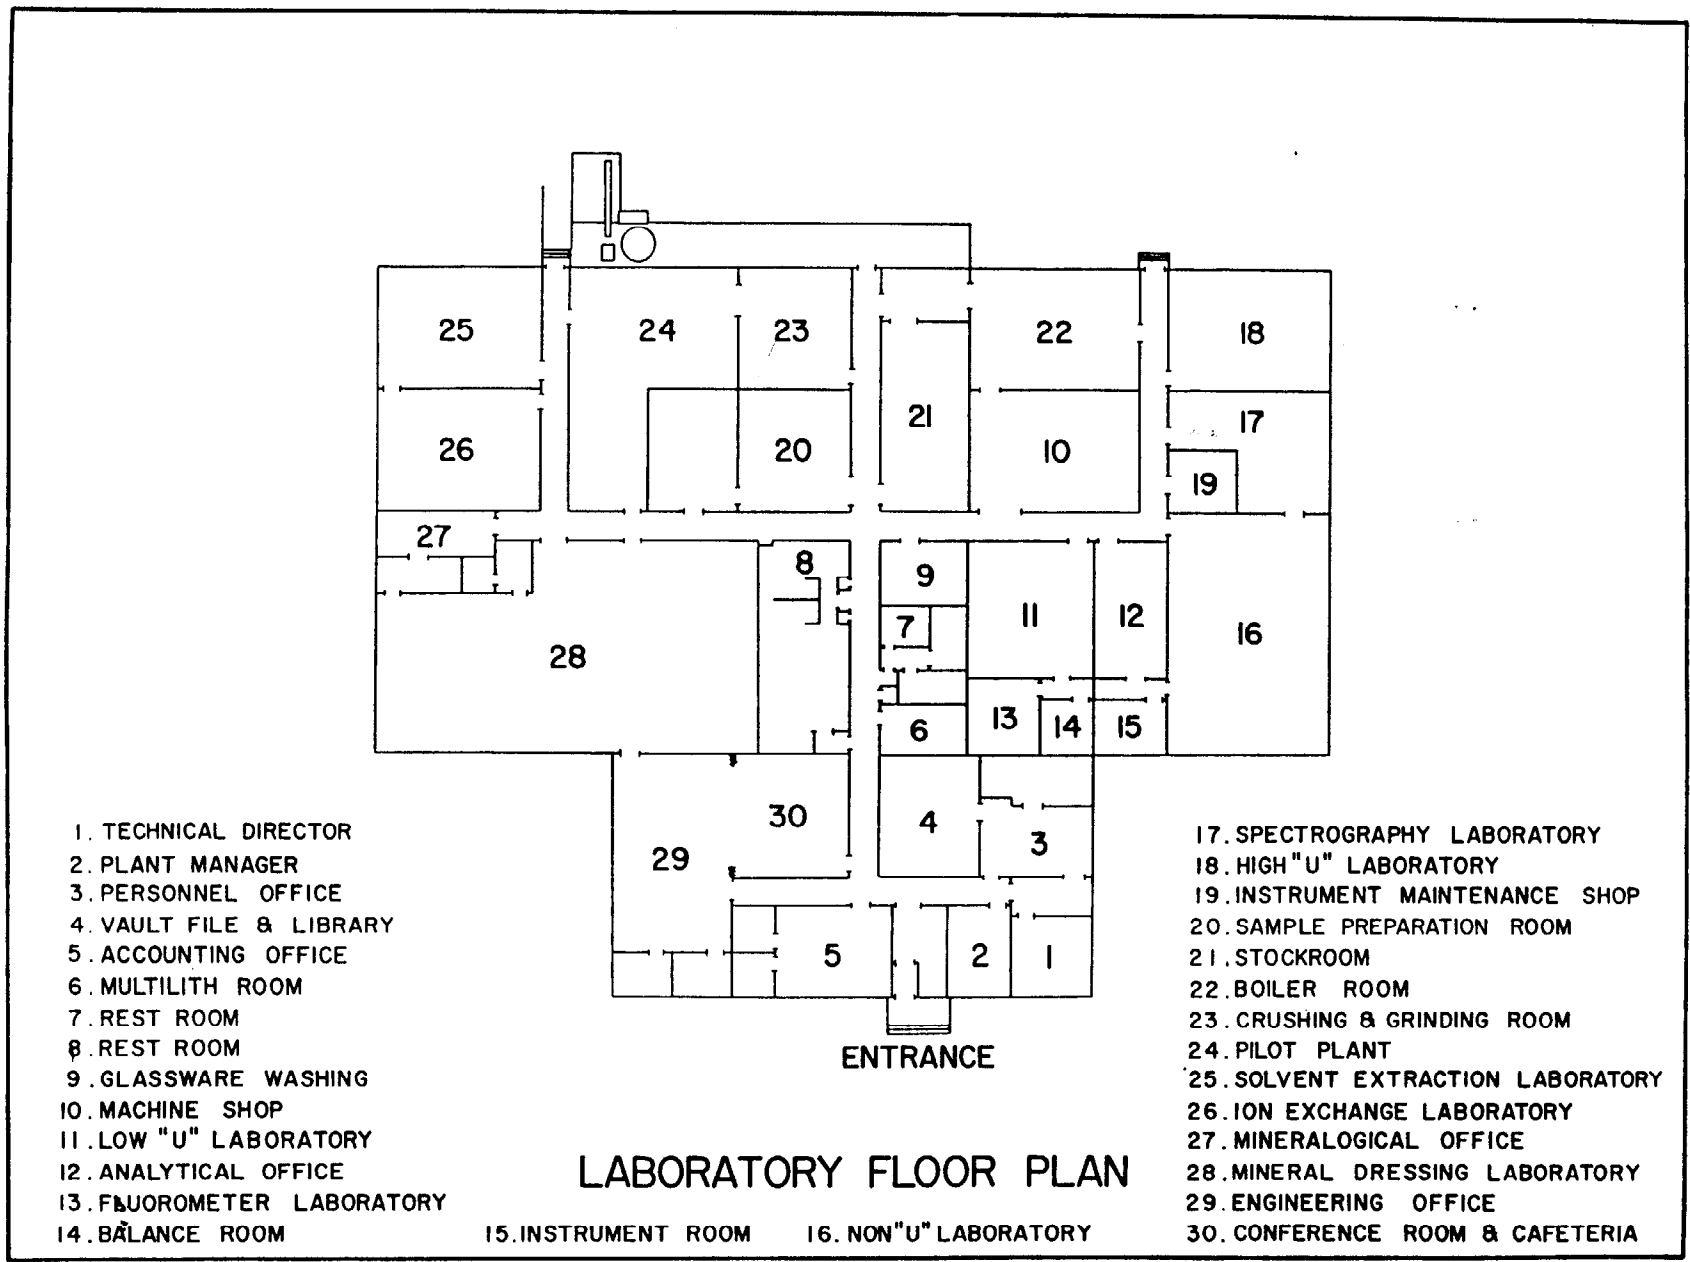 25
24
23
22
18
26
20
21
10
17
19
27
8
9
28
7
11
12
16
6
13
14
15
30
4
3
29
5
2
1
ENTRANCE
1. TECHNICAL DIRECTOR
2. PLANT MANAGER
3. PERSONNEL OFFICE
4. VAULT FILE & LIBRARY
5. ACCOUNTING OFFICE
6. MULTILITH ROOM
7. REST ROOM
8. REST ROOM
9. GLASSWARE WASHING
10. MACHINE SHOP
11. LOW "U" LABORATORY
12. ANALYTICAL OFFICE
13. FLUOROMETER LABORATORY
14. BALANCE ROOM
15. INSTRUMENT ROOM
16. NON "U" LABORATORY
17. SPECTROGRAPHY LABORATORY
18. HIGH "U" LABORATORY
19. INSTRUMENT MAINTENANCE SHOP
20. SAMPLE PREPARATION ROOM
21. STOCKROOM
22. BOILER ROOM
23. CRUSHING & GRINDING ROOM
24. PILOT PLANT
25. SOLVENT EXTRACTION LABORATORY
26. ION EXCHANGE LABORATORY
27. MINERALOGICAL OFFICE
28. MINERAL DRESSING LABORATORY
29. ENGINEERING OFFICE
30. CONFERENCE ROOM & CAFETERIA
LABORATORY FLOOR PLAN